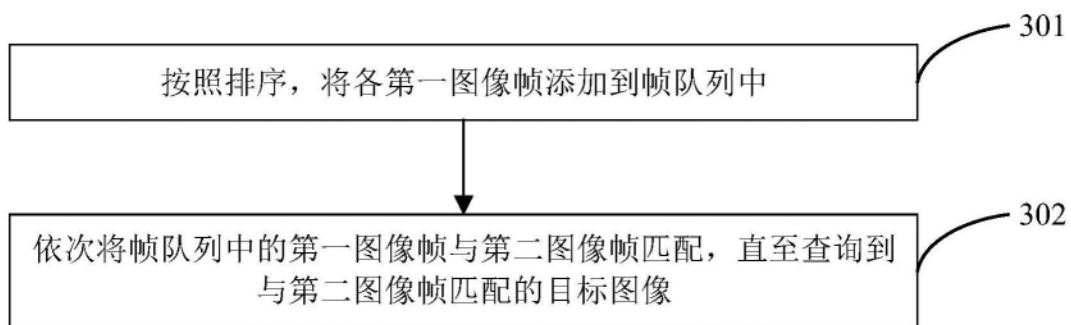 301
按照排序，将各第一图像帧添加到帧队列中
302
依次将帧队列中的第一图像帧与第二图像帧匹配，直至查询到
与第二图像帧匹配的目标图像